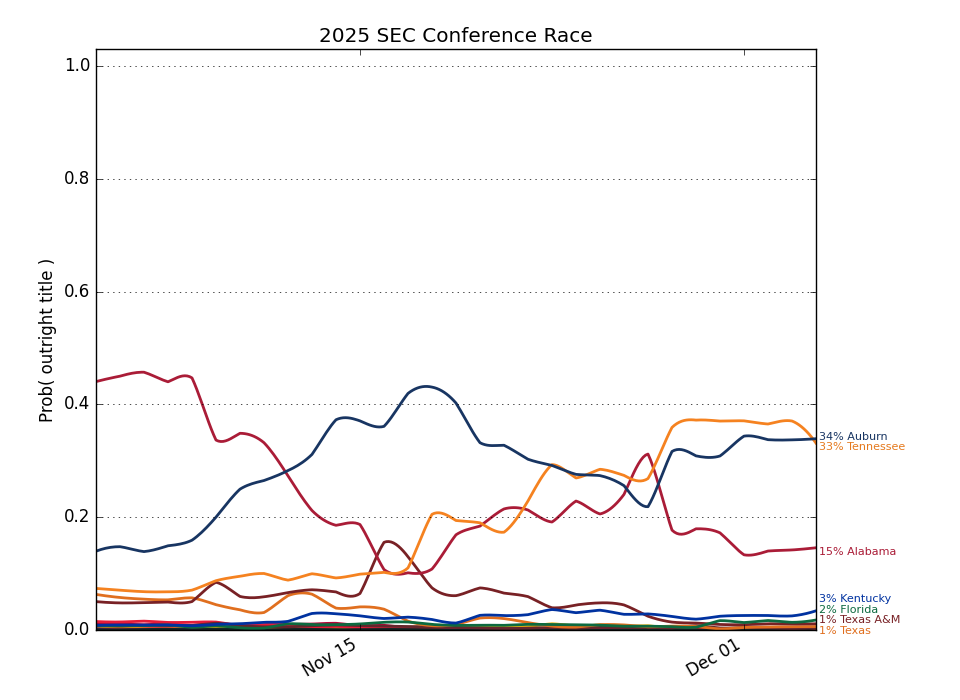 2025 SEC Conference Race
1.0
0.8
0.6
0.4
0.2
0.0
Prob( outright title )
Nov 15
Dec 01
34% Auburn
33% Tennessee
15% Alabama
3% Kentucky
2% Florida
1% Texas A&M
1% Texas